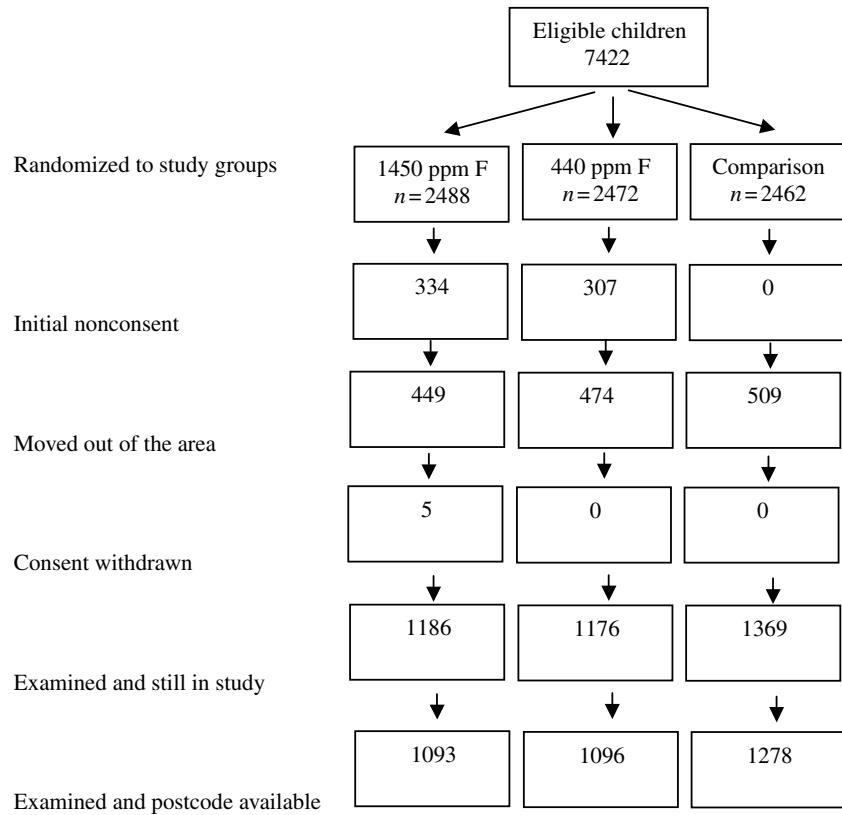 Eligible children
7422
Randomized to study groups
1450 ppm F
n=2488
440 ppm F
n=2472
Comparison
n=2462
334
307
0
Initial nonconsent
449
474
509
Moved out of the area
5
0
0
Consent withdrawn
1186
1176
1369
Examined and still in study
1093
1096
1278
Examined and postcode available